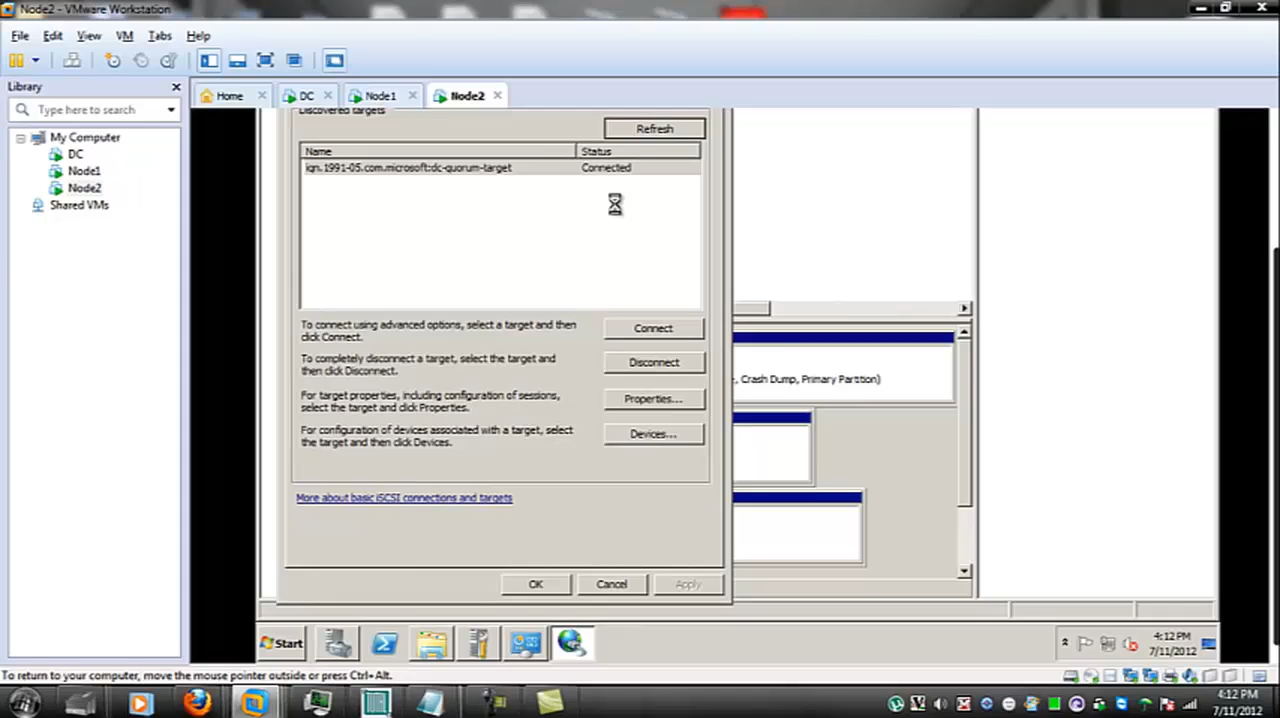 Node2 - VMware Workstation
File Edit View VM Tabs Help
Library
Type here to search
Home DC Node1 Node2
My Computer
DC
Node1
Node2
Shared VMs
Discovered targets
Refresh
Name Status
iqn.1991-05.com.microsoft:dc-quorum-target Connected
To connect using advanced options, select a target and then
click Connect.
Connect
To completely disconnect a target, select the target and
then click Disconnect.
Disconnect
For target properties, including configuration of sessions,
select the target and click Properties.
Properties...
For configuration of devices associated with a target, select
the target and then click Devices.
Devices...
More about basic iSCSI connections and targets
, Crash Dump, Primary Partition)
OK Cancel Apply
Start
4:12 PM
7/11/2012
To return to your computer, move the mouse pointer outside or press Ctrl+Alt.
4:12 PM
7/11/2012